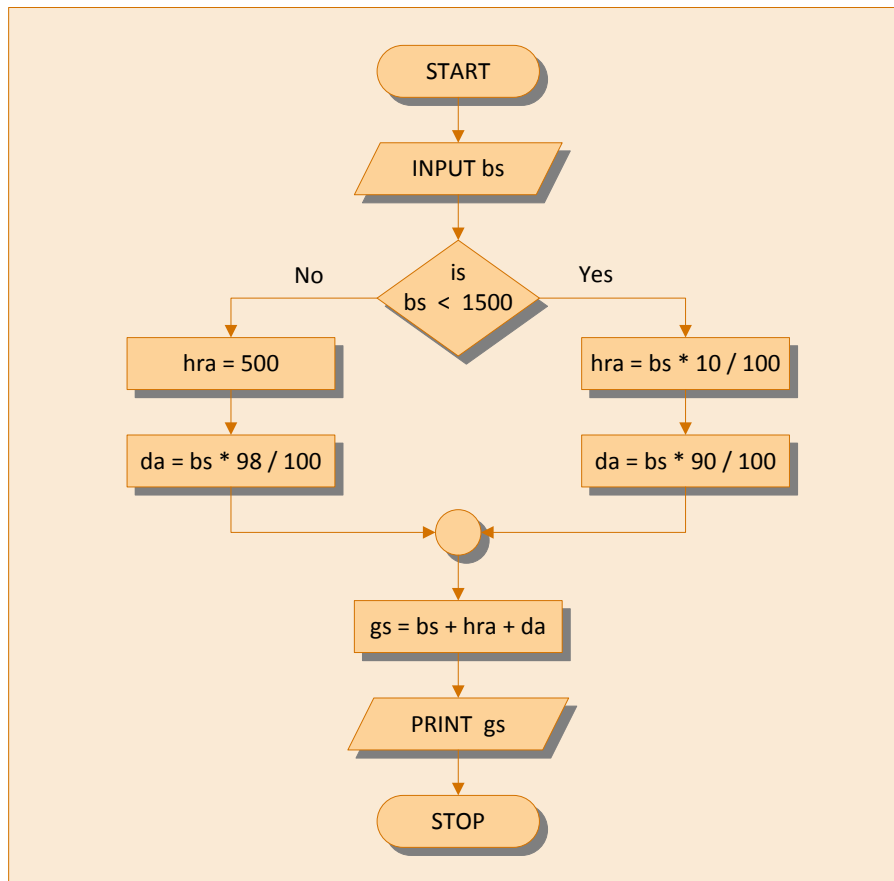 START
INPUT bs
is
bs < 1500
No
Yes
hra = 500
hra = bs * 10 / 100
da = bs * 98 / 100
da = bs * 90 / 100
gs = bs + hra + da
PRINT gs
STOP